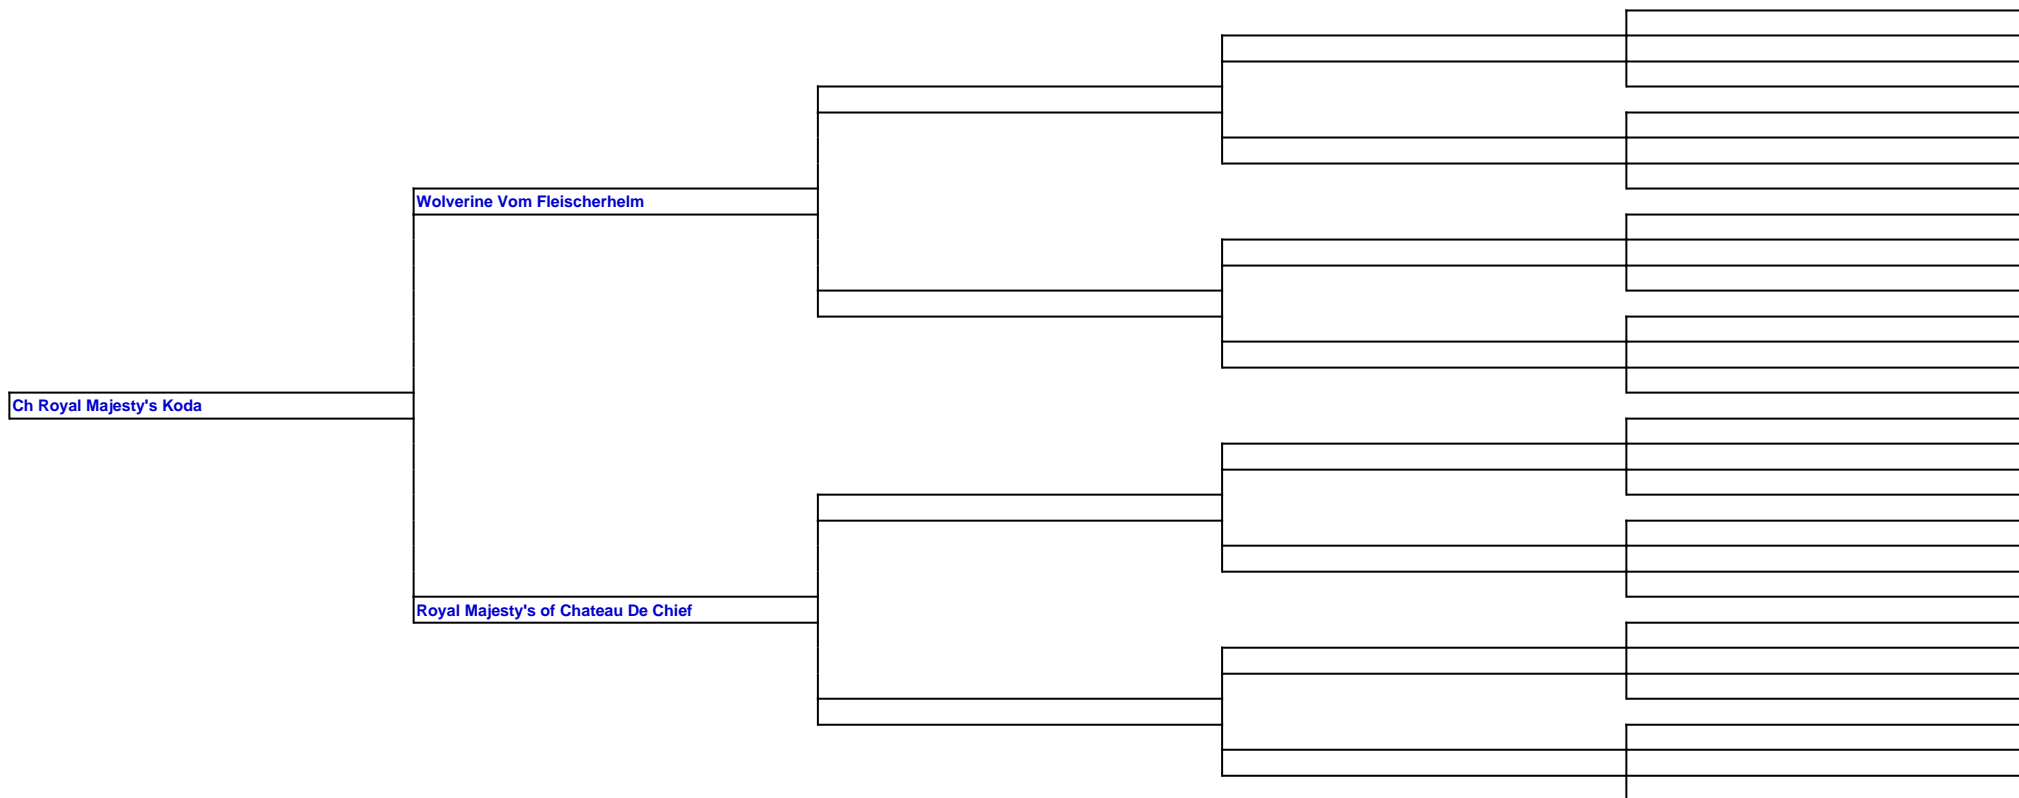 Wolverine Vom Fleischerhelm
Ch Royal Majesty's Koda
Royal Majesty's of Chateau De Chief